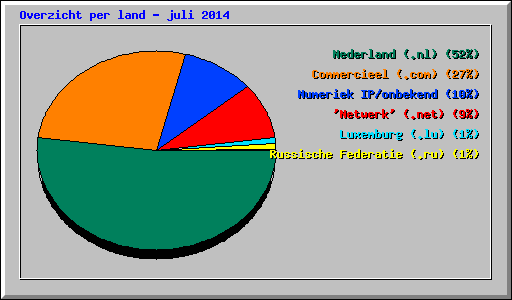 Overzicht per land - juli 2014
Nederland (.nl) (52%)
Commercieel (.com) (27%)
Numeriek IP/onbekend (10%)
'Netwerk' (.net) (9%)
Luxemburg (.lu) (1%)
Russische Federatie (.ru) (1%)